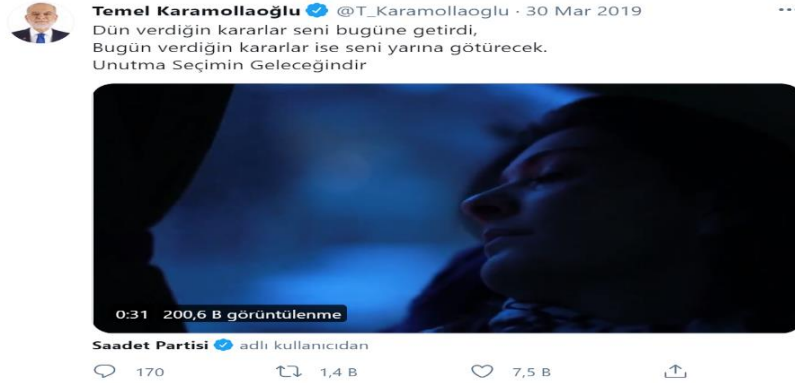 Temel Karamollaoğlu @T_Karamollaoglu · 30 Mar 2019
Dün verdiğin kararlar seni bugüne getirdi,
Bugün verdiğin kararlar ise seni yarına götürecek.
Unutma Seçimin Geleceğindir
0:31 200,6 B görüntülenme
Saadet Partisi adlı kullanıcıdan
170 1,4 B 7,5 B